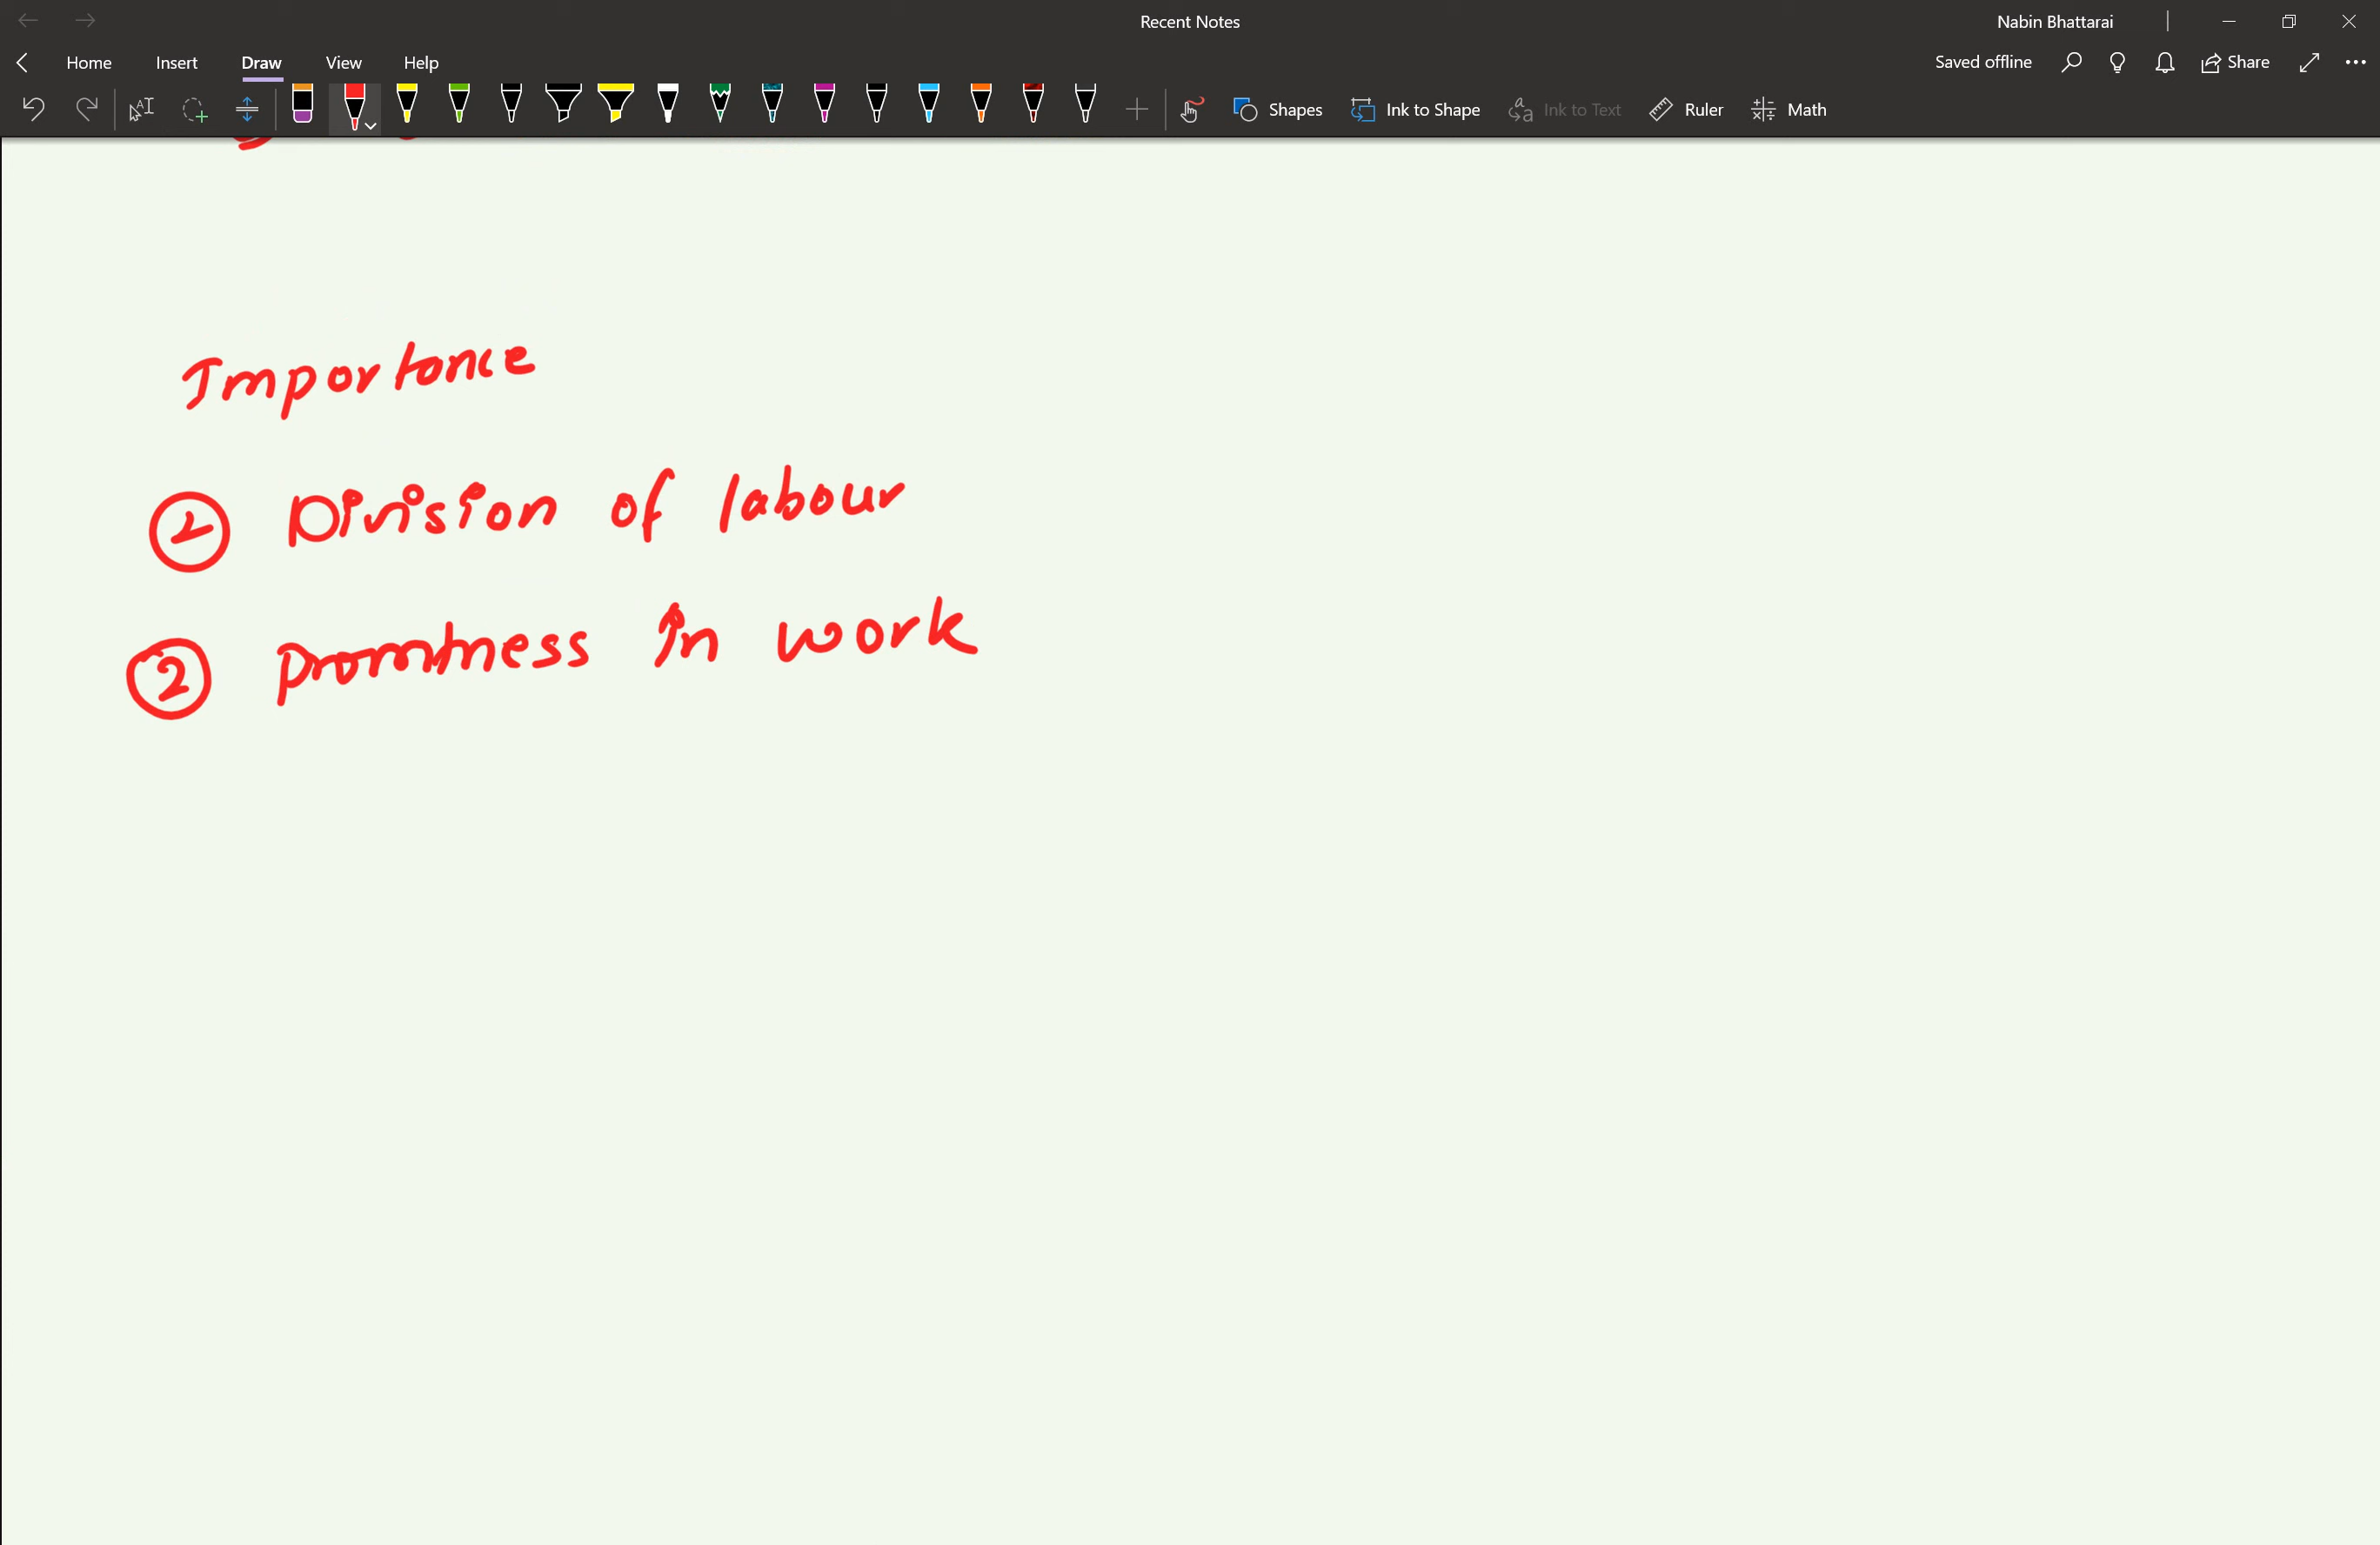 Recent Notes
Nabin Bhattarai
Home Insert Draw View Help
Saved offline
Share
Shapes Ink to Shape Ink to Text Ruler Math
Importance
1 Division of labour
2 promtness in work